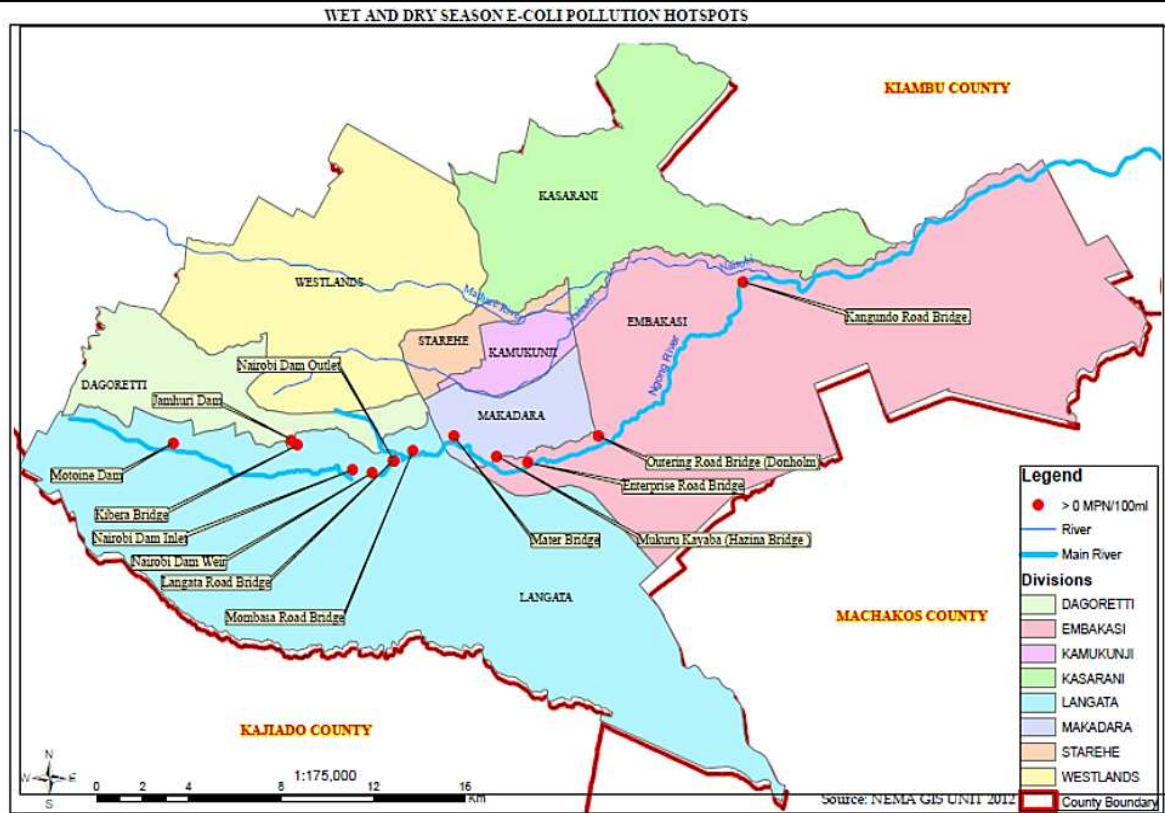 WET AND DRY SEASON E-COLI POLLUTION HOTSPOTS
KIAMBU COUNTY
KASARANI
WESTLANDS
Mathare River
Nairobi
Nairobi
STAREHE
KAMUKUNJI
EMBAKASI
Kangundo Road Bridge
Ngong River
Nairobi Dam Outlet
DAGORETTI
Jamhuri Dam
MAKADARA
Motoine Dam
Outering Road Bridge (Donholm)
Enterprise Road Bridge
Kibera Bridge
Nairobi Dam Inlet
Mater Bridge
Mukuru Kayaba (Hazina Bridge )
Nairobi Dam Weir
Langata Road Bridge
Mombasa Road Bridge
LANGATA
MACHAKOS COUNTY
KAJIADO COUNTY
Legend
> 0 MPN/100ml
River
Main River
Divisions
DAGORETTI
EMBAKASI
KAMUKUNJI
KASARANI
LANGATA
MAKADARA
STAREHE
WESTLANDS
County Boundary
N
W E
S
1:175,000
0 2 4 8 12 16
Km
Source: NEMA GIS UNIT 2012